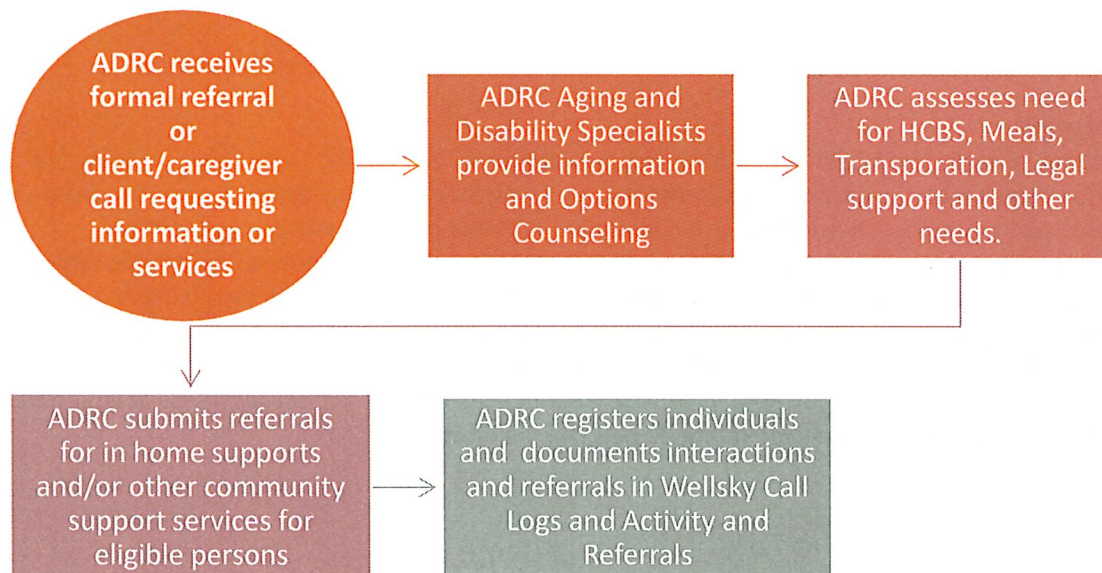 ADRC receives
formal referral
or
client/caregiver
call requesting
information or
services
ADRC Aging and
Disability Specialists
provide information
and Options
Counseling
ADRC assesses need
for HCBS, Meals,
Transporation, Legal
support and other
needs.
ADRC submits referrals
for in home supports
and/or other community
support services for
eligible persons
ADRC registers individuals
and documents interactions
and referrals in Wellsky Call
Logs and Activity and
Referrals